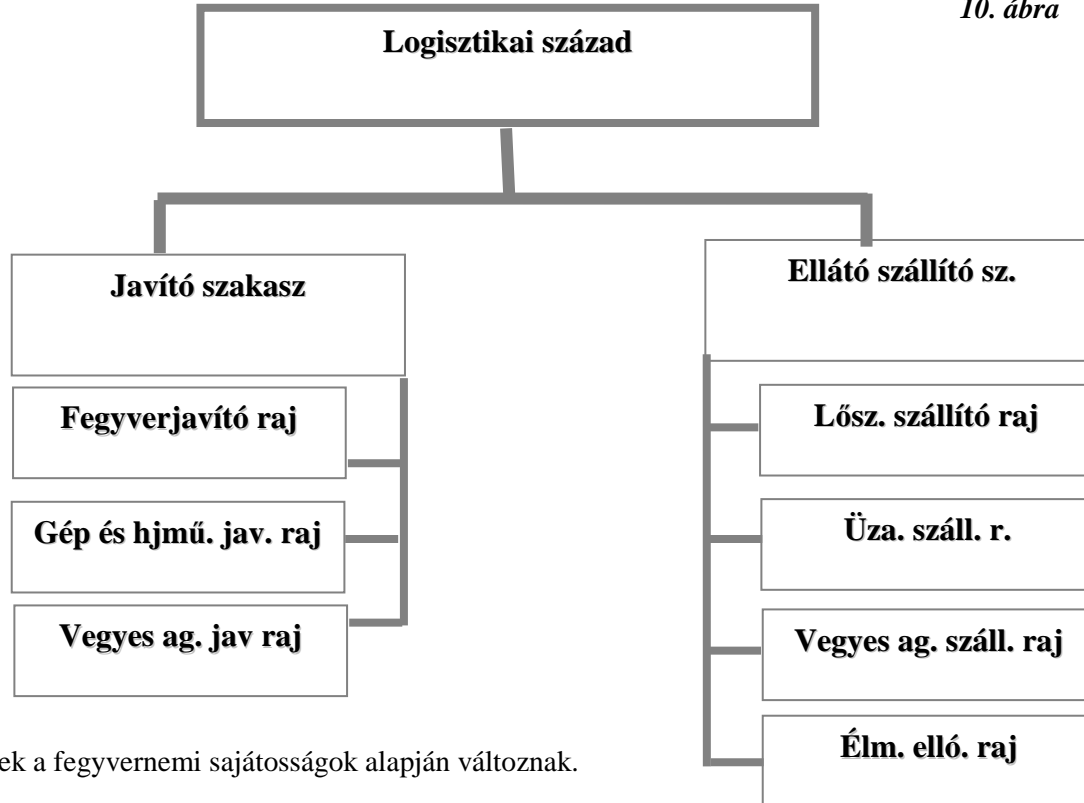 10. ábra
Logisztikai század
Javító szakasz
Fegyverjavító raj
Gép és hjmű. jav. raj
Vegyes ag. jav raj
Ellátó szállító sz.
Lősz. szállító raj
Üza. száll. r.
Vegyes ag. száll. raj
Élm. elló. raj
ek a fegyvernemi sajátosságok alapján változnak.